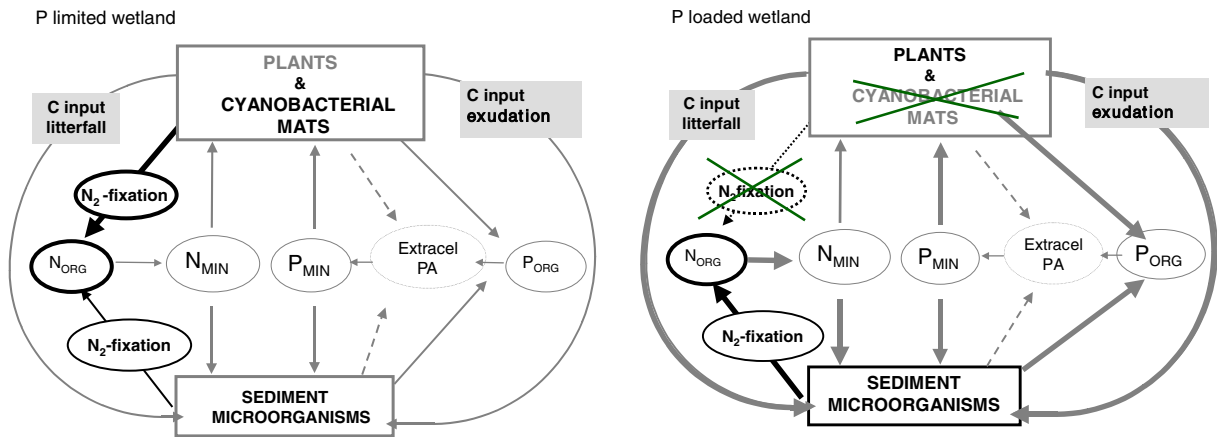 P limited wetland
PLANTS
&
CYANOBACTERIAL
MATS
C input
litterfall
C input
exudation
N2-fixation
NORG
NMIN
PMIN
Extracel
PA
PORG
N2-fixation
SEDIMENT
MICROORGANISMS
P loaded wetland
PLANTS
&
CYANOBACTERIAL
MATS
C input
litterfall
C input
exudation
N2fixation
NORG
NMIN
PMIN
Extracel
PA
PORG
N2-fixation
SEDIMENT
MICROORGANISMS